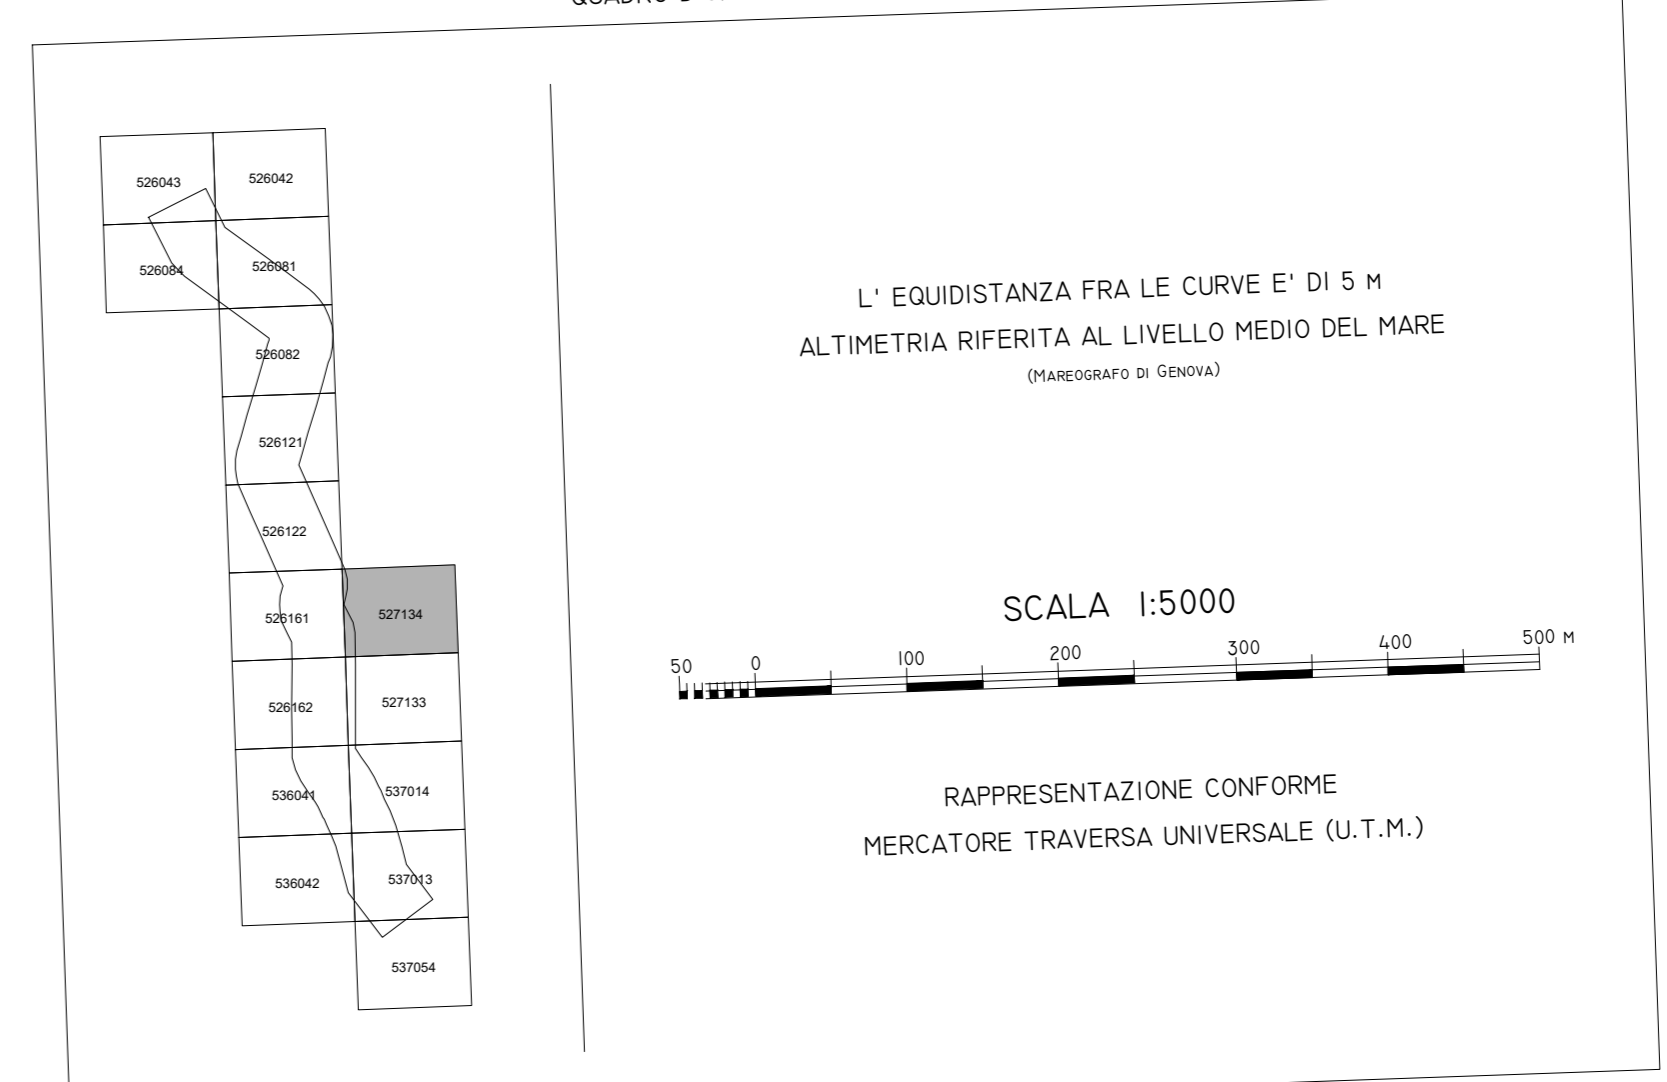 526043
526042
526084
526081
526082
526121
526122
526161
527134
526162
527133
536041
537014
536042
537013
537054
L' EQUIDISTANZA FRA LE CURVE E' DI 5 M
ALTIMETRIA RIFERITA AL LIVELLO MEDIO DEL MARE
(MAREOGRAFO DI GENOVA)
SCALA 1:5000
50 0 100 200 300 400 500 M
RAPPRESENTAZIONE CONFORME
MERCATORE TRAVERSA UNIVERSALE (U.T.M.)